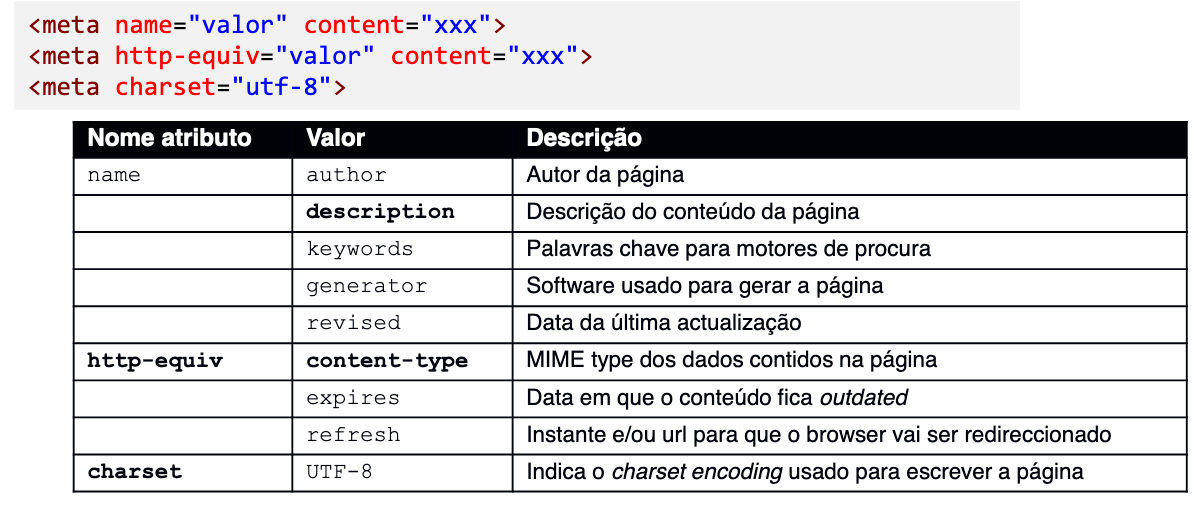 <meta name="valor" content="xxx">
<meta http-equiv="valor" content="xxx">
<meta charset="utf-8">
Nome atributo Valor Descrição
name author Autor da página
description Descrição do conteúdo da página
keywords Palavras chave para motores de procura
generator Software usado para gerar a página
revised Data da última actualização
http-equiv content-type MIME type dos dados contidos na página
expires Data em que o conteúdo fica outdated
refresh Instante e/ou url para que o browser vai ser redireccionado
charset UTF-8 Indica o charset encoding usado para escrever a página